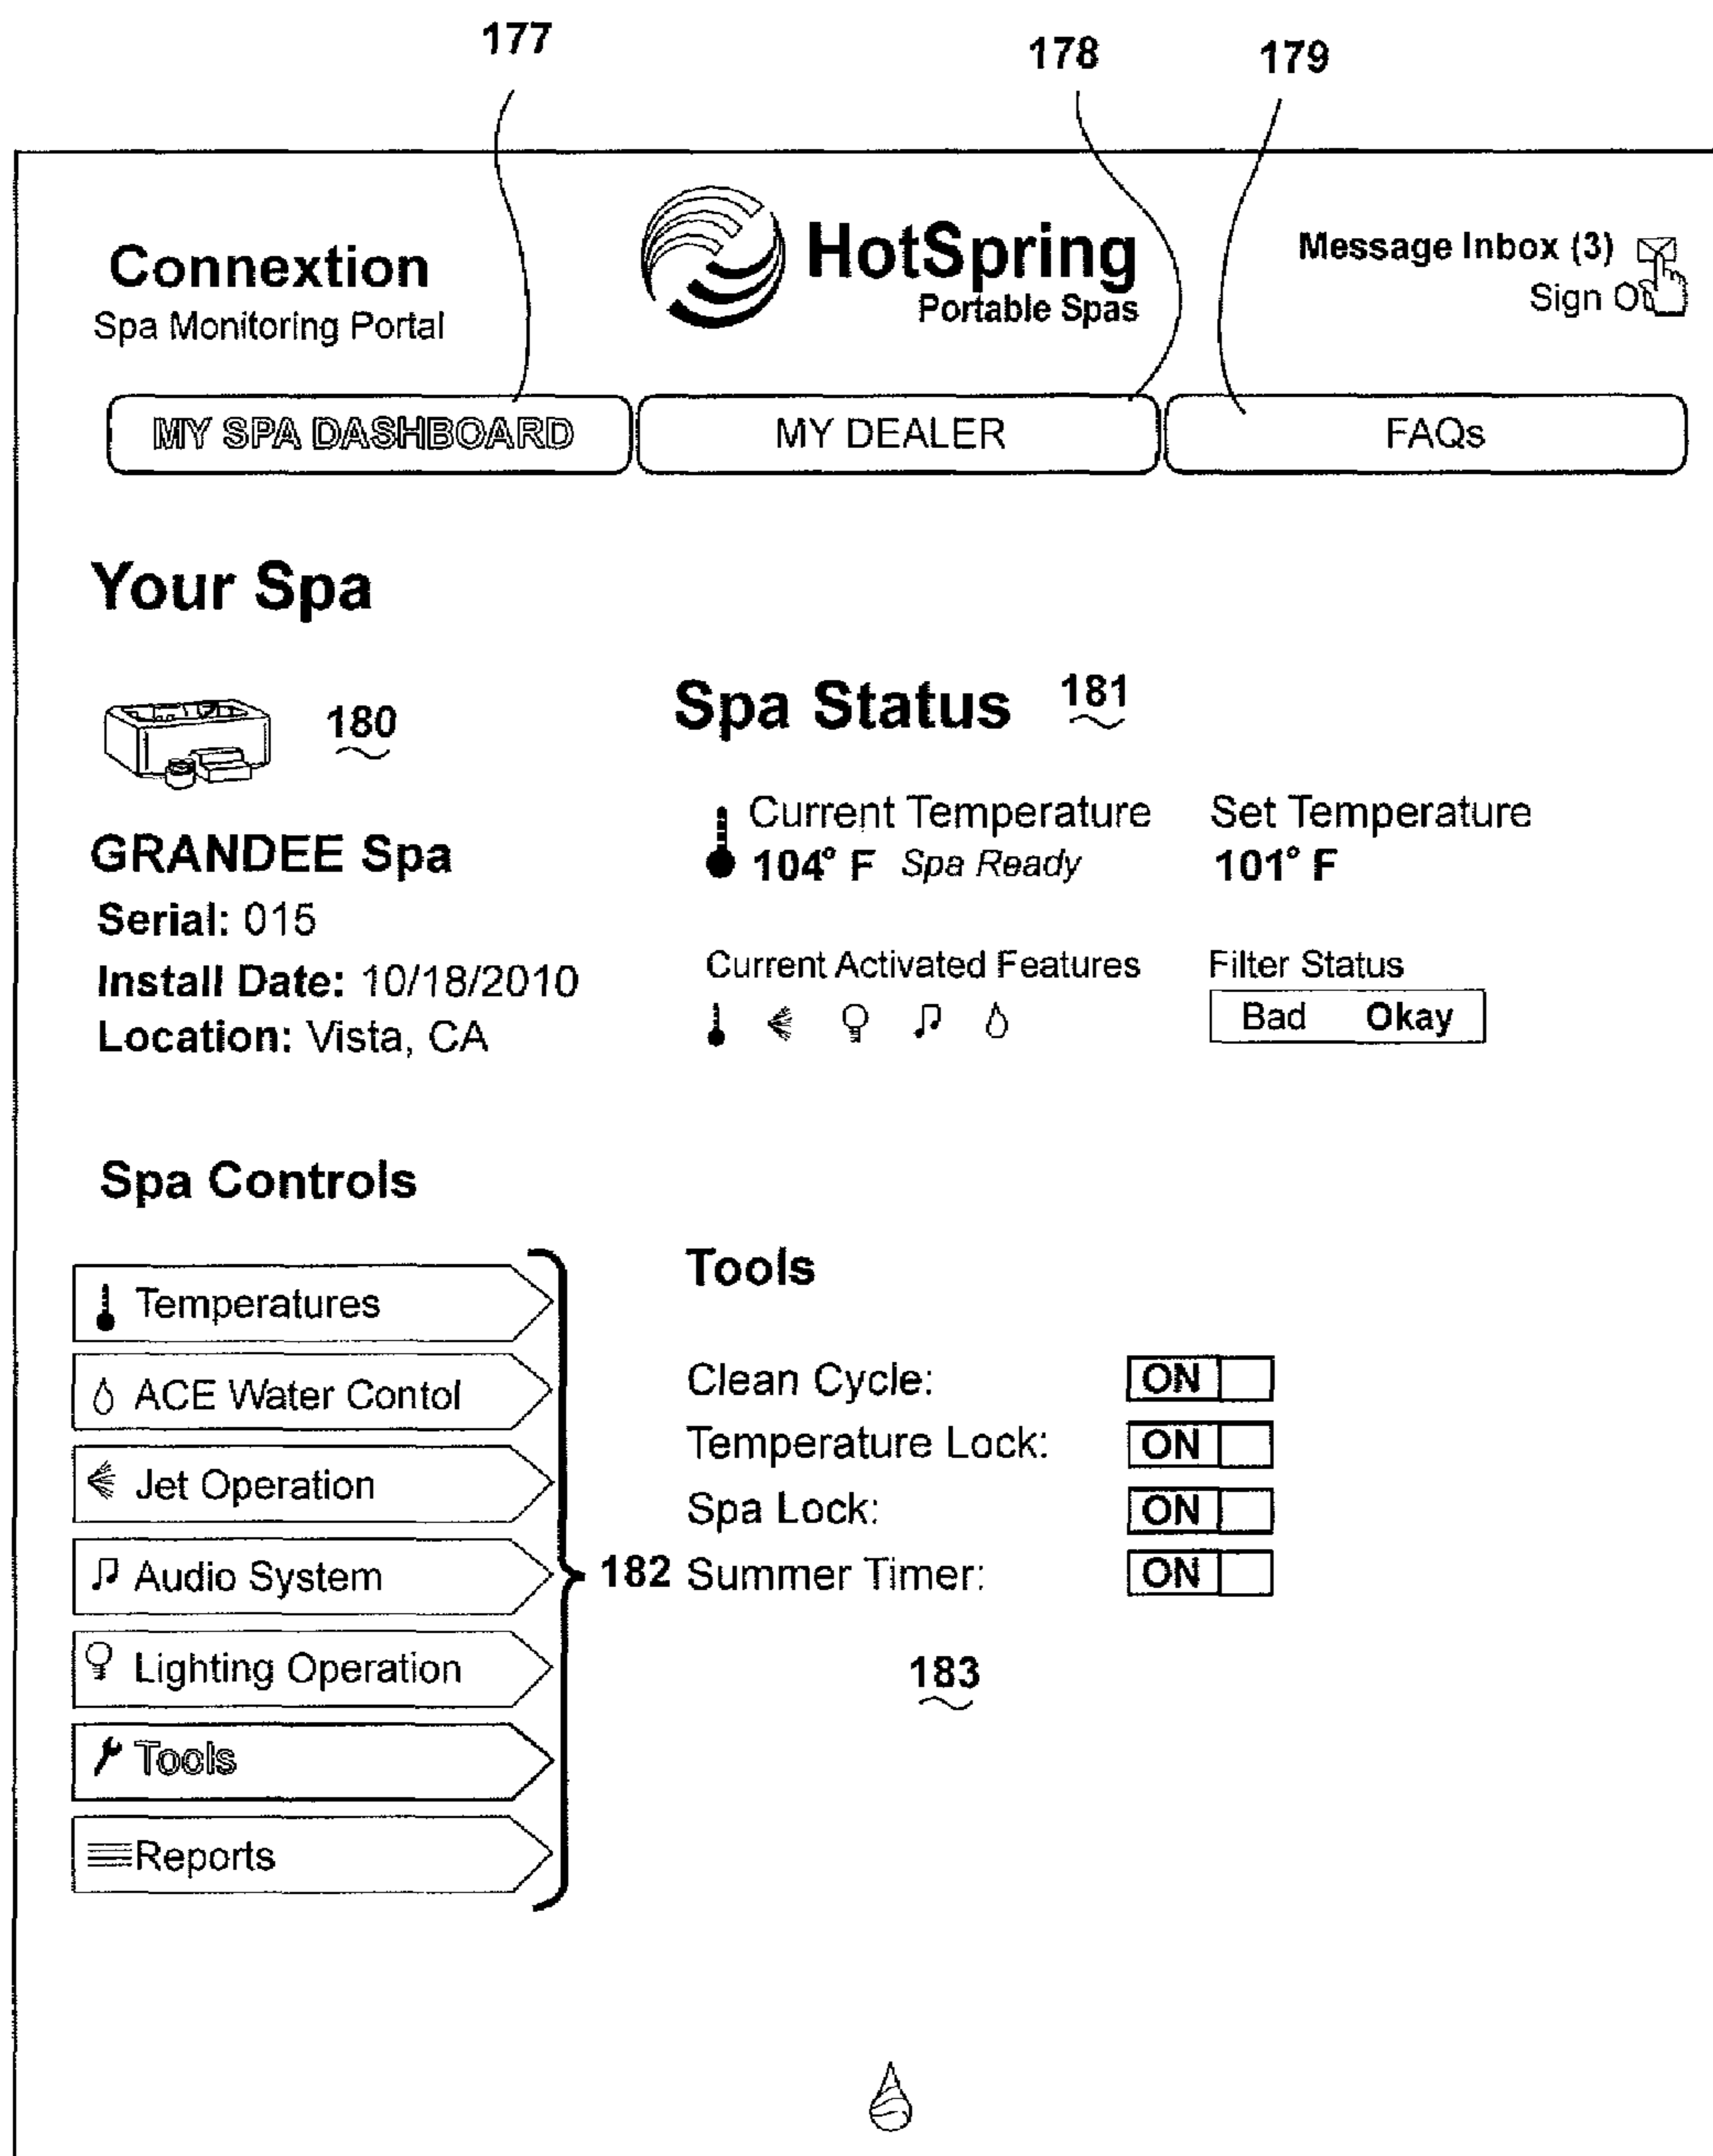 177
178
179
Connextion
Spa Monitoring Portal
HotSpring
Portable Spas
Message Inbox (3)
Sign
MY SPA DASHBOARD
MY DEALER
FAQs
Your Spa
180
GRANDEE Spa
Serial: 015
Install Date: 10/18/2010
Location: Vista, CA
Spa Status
181
Current Temperature
104° F Spa Ready
Set Temperature
101° F
Current Activated Features
Filter Status
Bad Okay
Spa Controls
Temperatures
ACE Water Contol
Jet Operation
Audio System
Lighting Operation
Tools
Reports
182
Tools
Clean Cycle: ON
Temperature Lock: ON
Spa Lock: ON
Summer Timer: ON
183